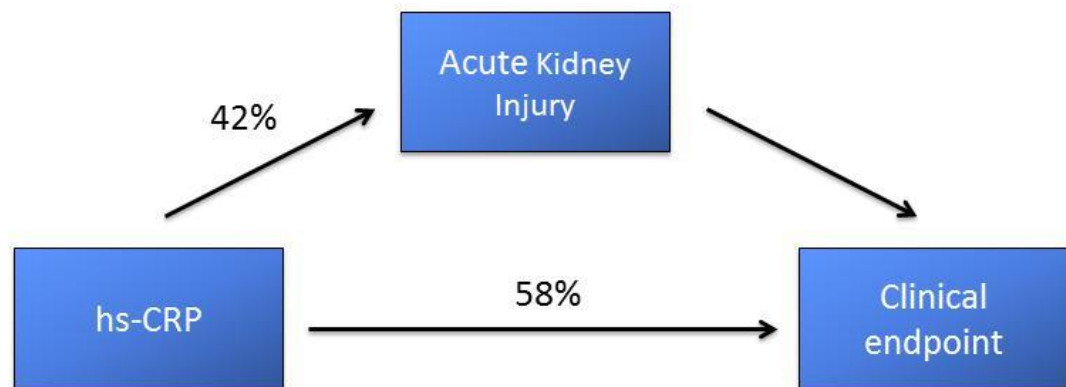 Acute Kidney
Injury
42%
hs-CRP
58%
Clinical
endpoint